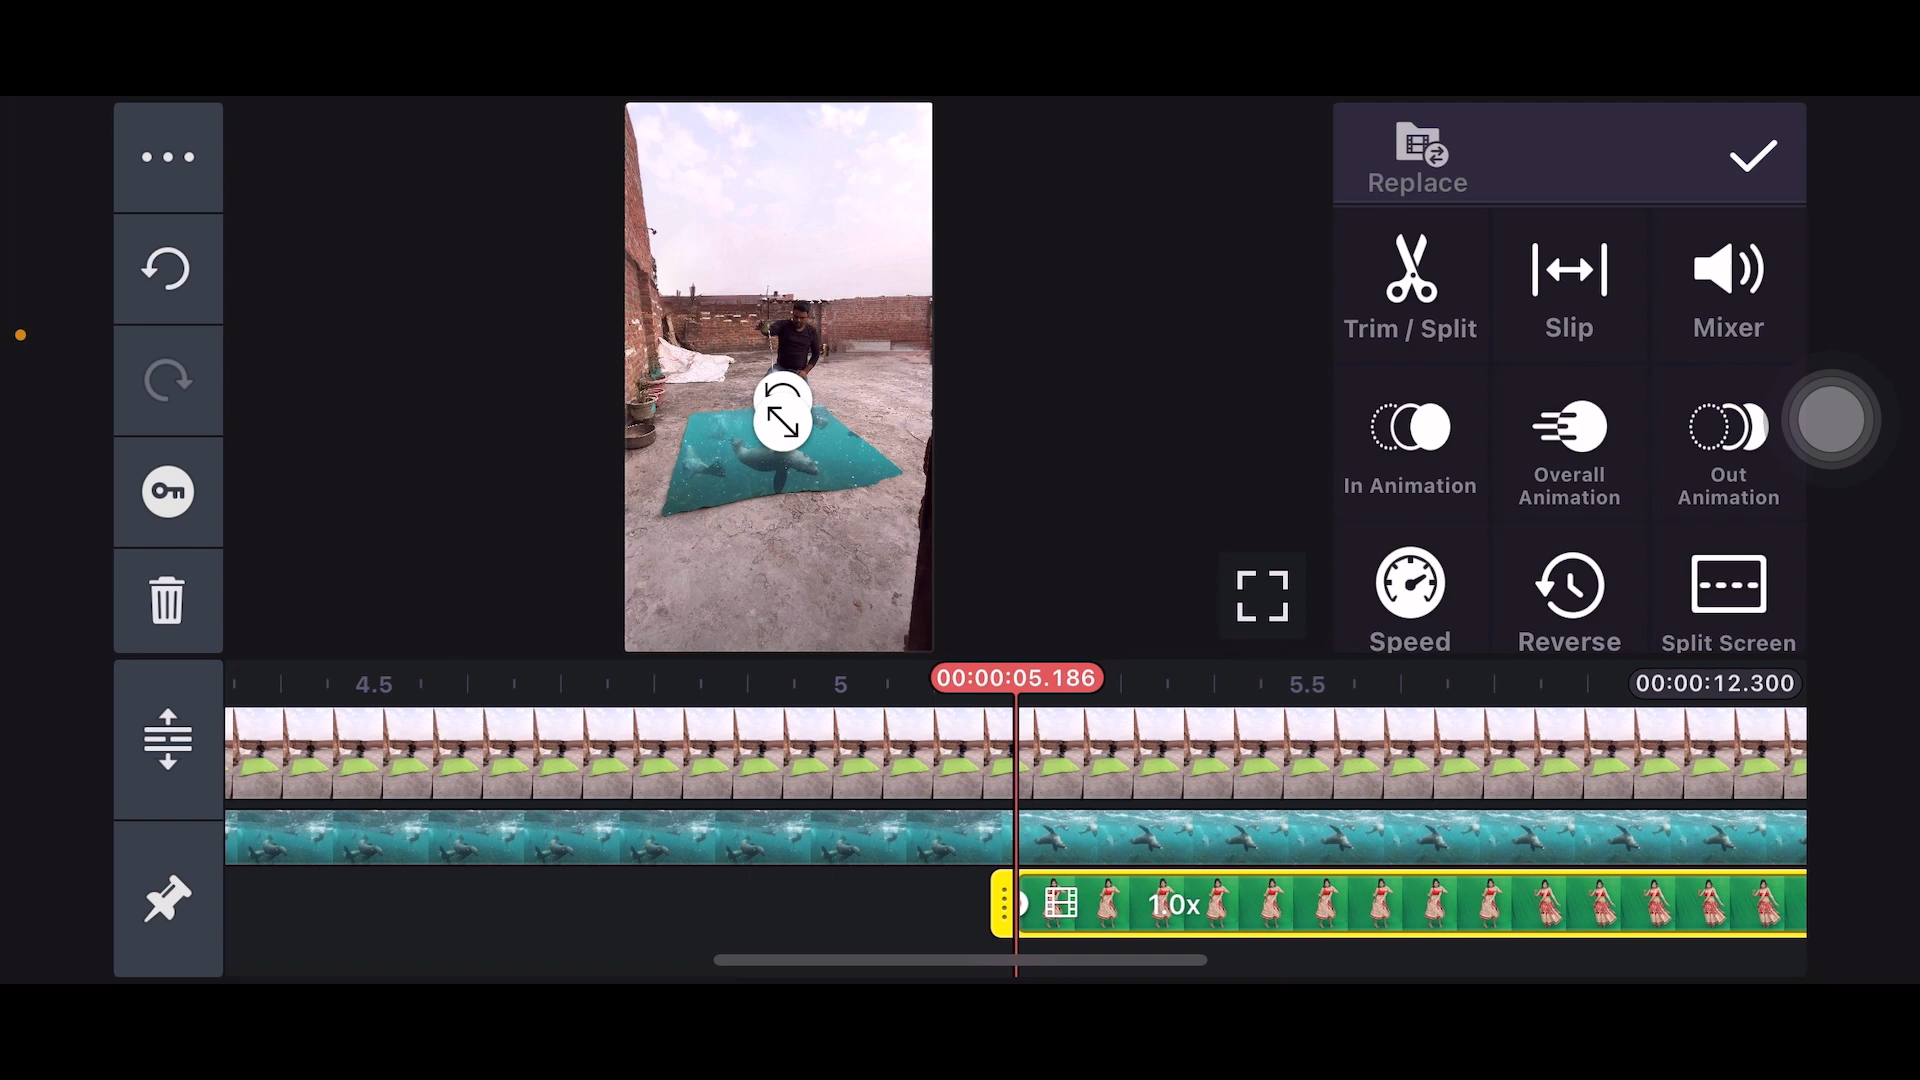 Replace
Trim / Split
Slip
Mixer
In Animation
Overall
Animation
Out
Animation
Speed
Reverse
Split Screen
4.5
5
00:00:05.186
5.5
00:00:12.300
1.0x